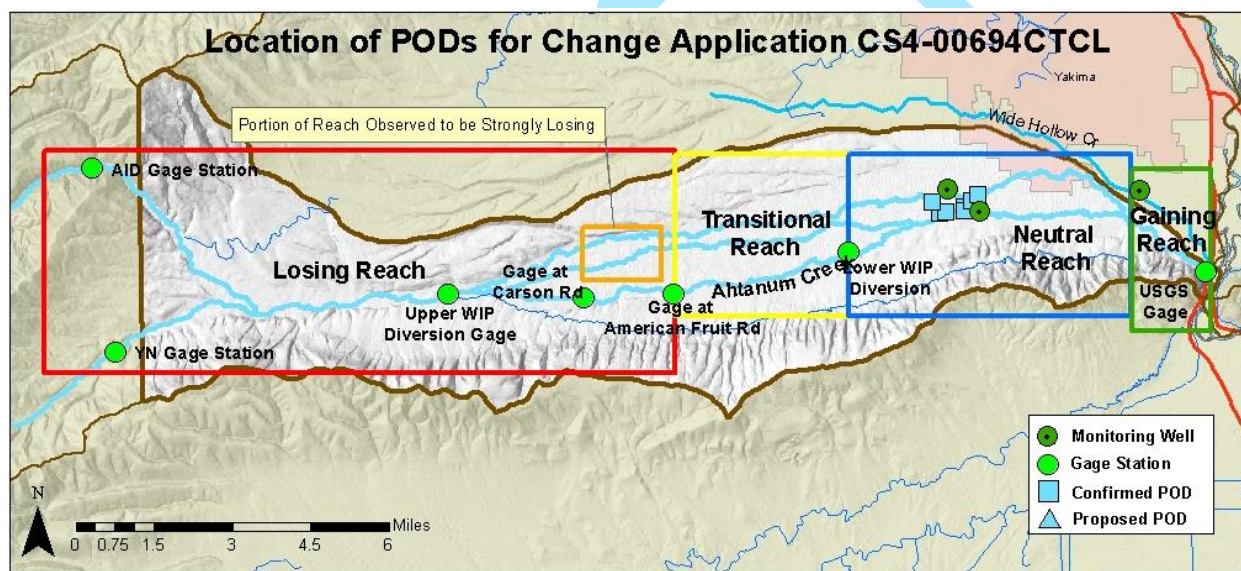 Location of PODs for Change Application CS4-00694CTCL
Yakima
Portion of Reach Observed to be Strongly Losing
Wide Hollow Cr
AID Gage Station
Transitional
Reach
Gaining
Reach
Neutral
Reach
Losing Reach
Gage at
Carson Rd
Ahtanum Creek
Lower WIP
Diversion
USGS
Gage
Upper WIP
Diversion Gage
Gage at
American Fruit Rd
YN Gage Station
Monitoring Well
Gage Station
Confirmed POD
Proposed POD
N
Miles
0 0.75 1.5 3 4.5 6